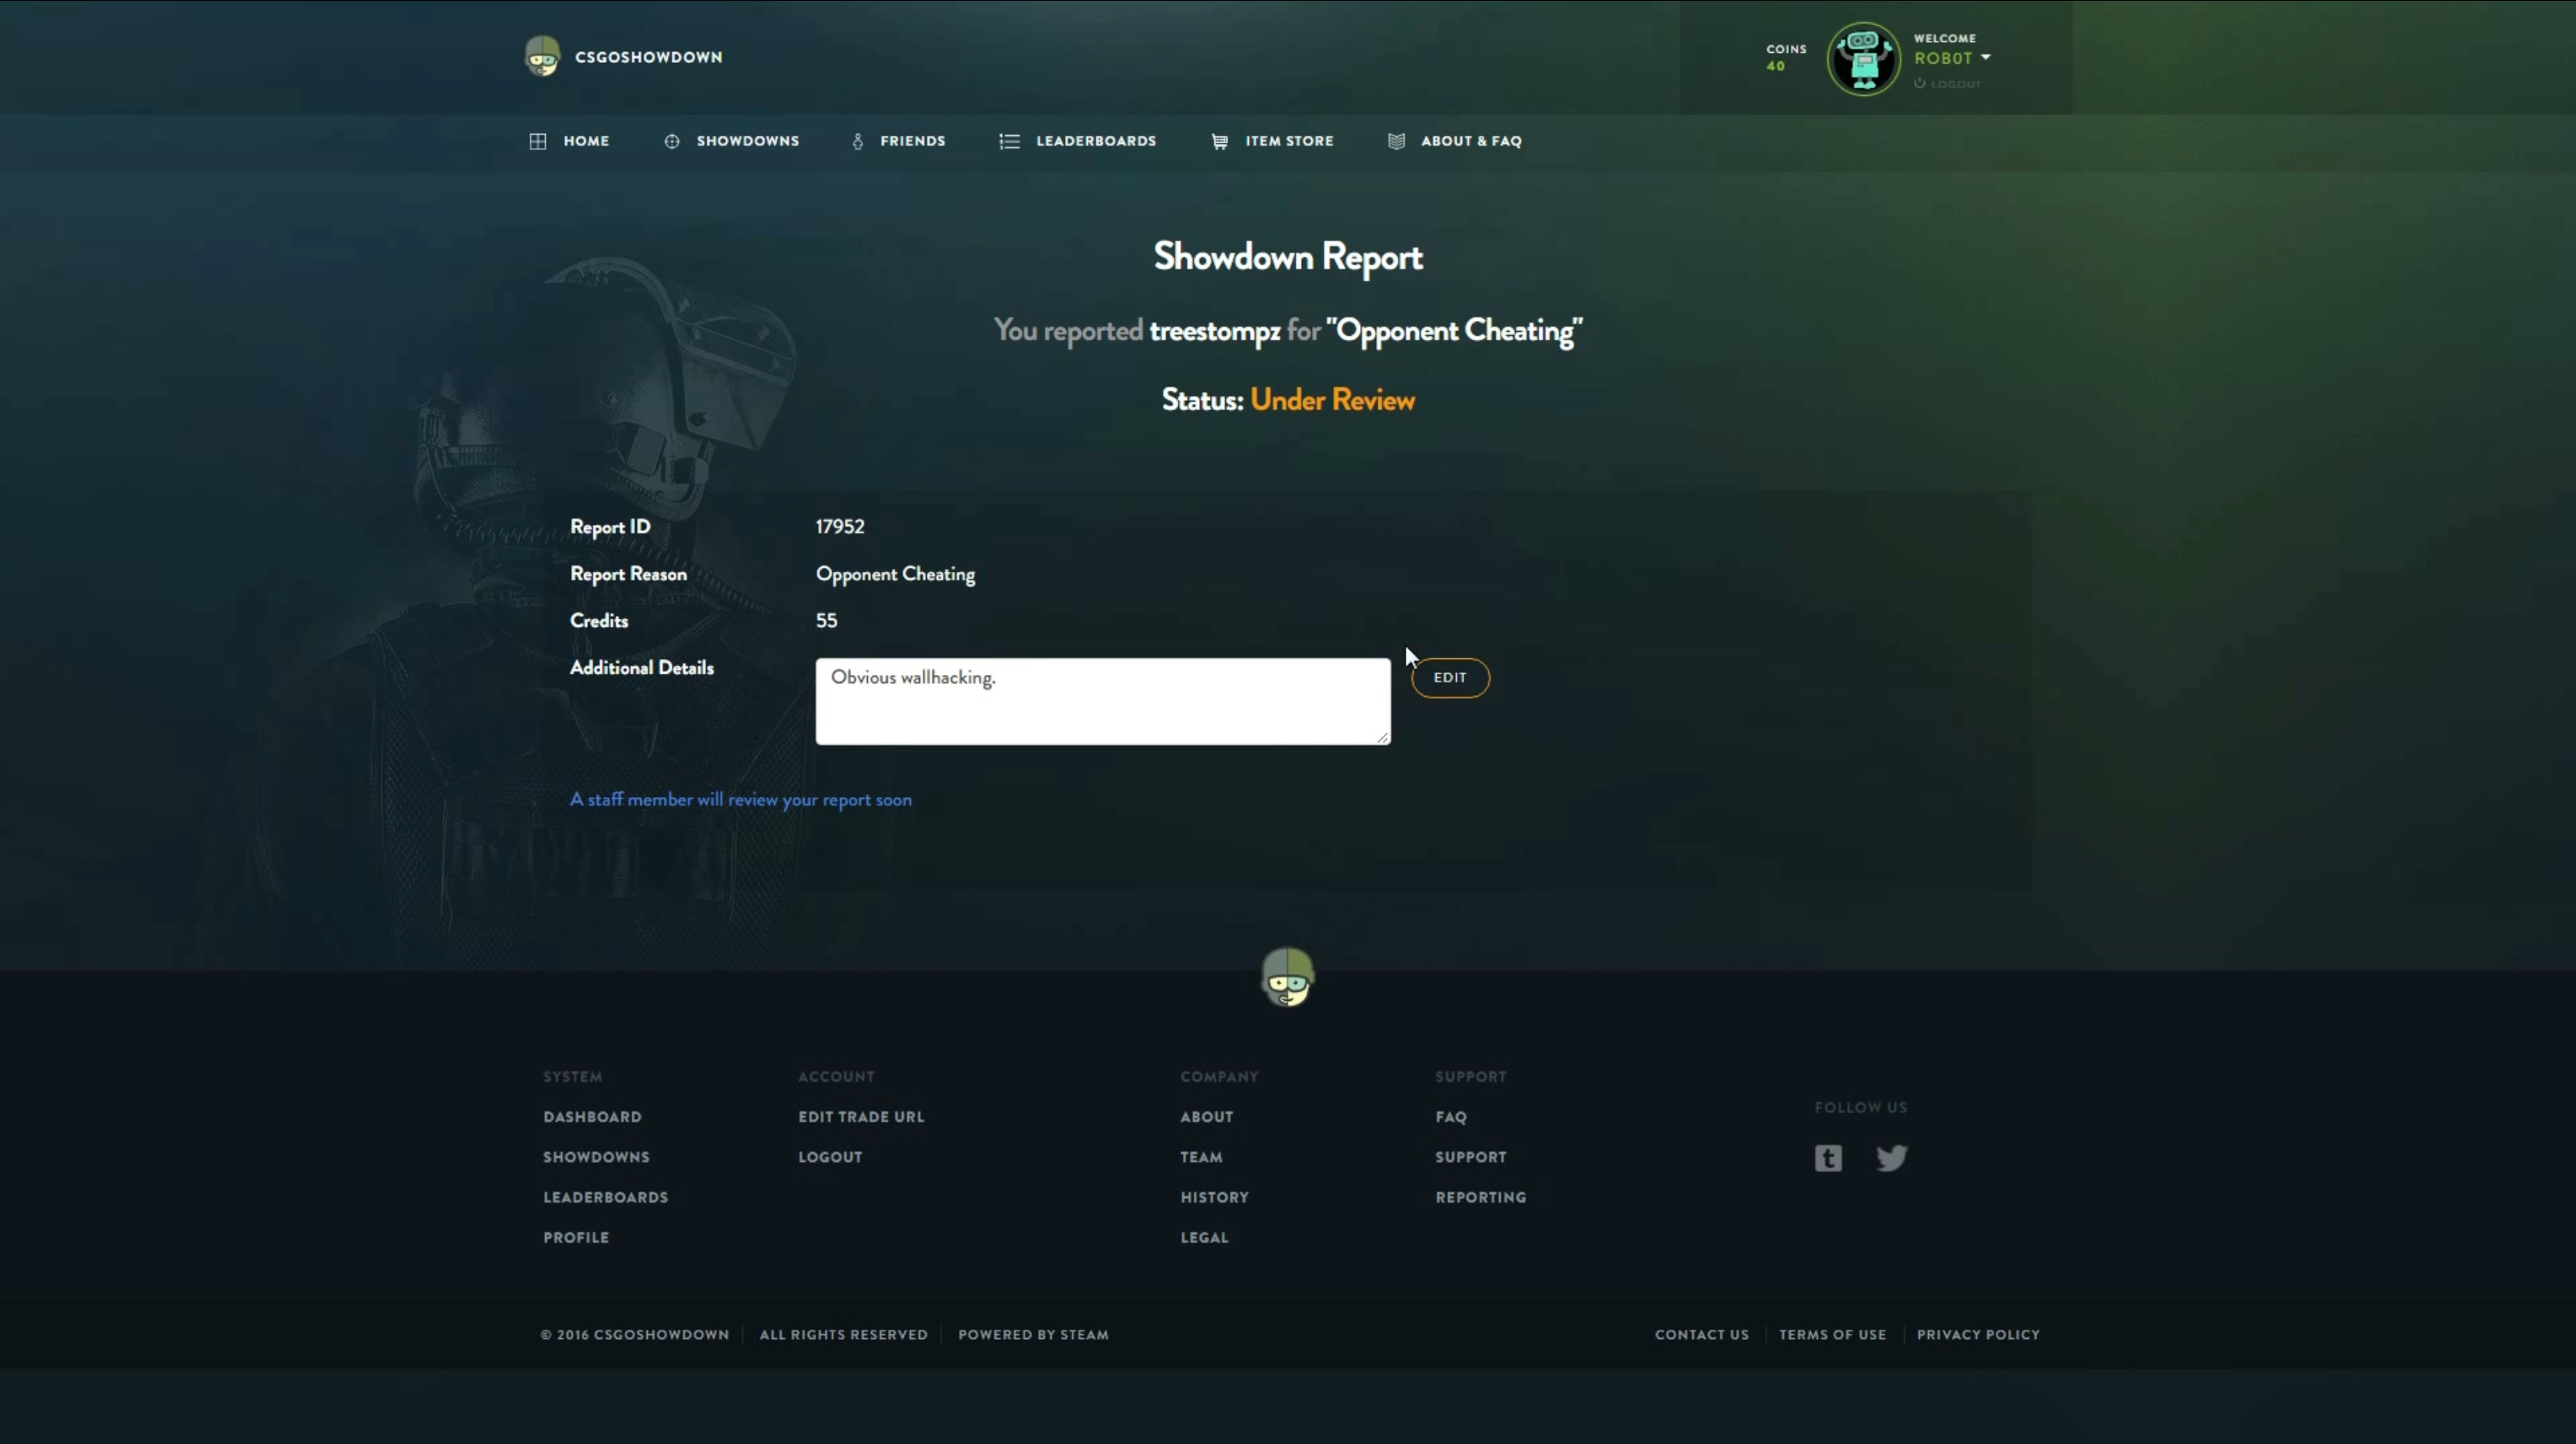 CSGOSHOWDOWN
COINS
40
WELCOME
ROBOT
LOGOUT
HOME
SHOWDOWNS
FRIENDS
LEADERBOARDS
ITEM STORE
ABOUT & FAQ
Showdown Report
You reported treestompz for "Opponent Cheating"
Status: Under Review
Report ID 17952
Report Reason Opponent Cheating
Credits 55
Additional Details Obvious wallhacking. EDIT
A staff member will review your report soon
SYSTEM
DASHBOARD
SHOWDOWNS
LEADERBOARDS
PROFILE
ACCOUNT
EDIT TRADE URL
LOGOUT
COMPANY
ABOUT
TEAM
HISTORY
LEGAL
SUPPORT
FAQ
SUPPORT
REPORTING
FOLLOW US
© 2016 CSGOSHOWDOWN ALL RIGHTS RESERVED POWERED BY STEAM
CONTACT US TERMS OF USE PRIVACY POLICY